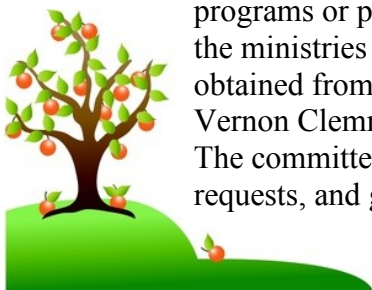 programs or p
the ministries
obtained from
Vernon Clemm
The committe
requests, and g